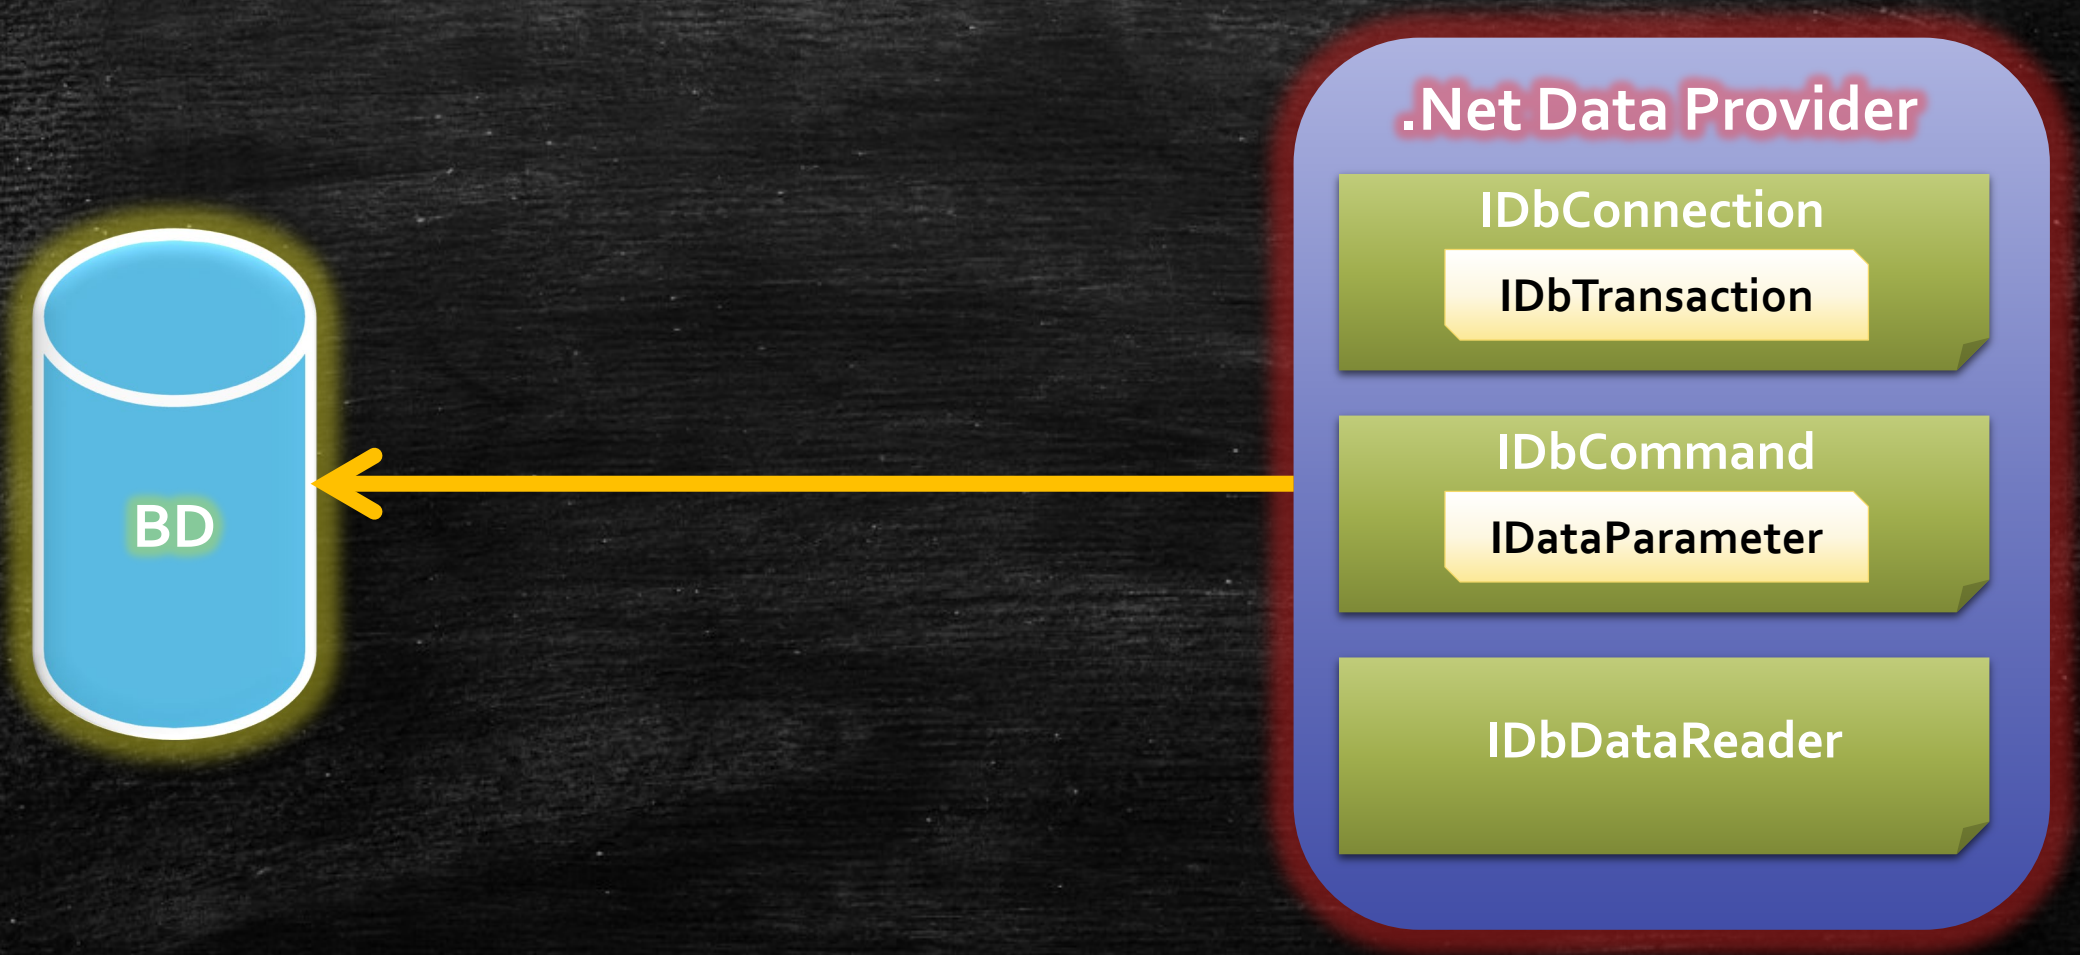 .Net Data Provider
IDbConnection
IDbTransaction
IDbCommand
IDataParameter
IDbDataReader
BD